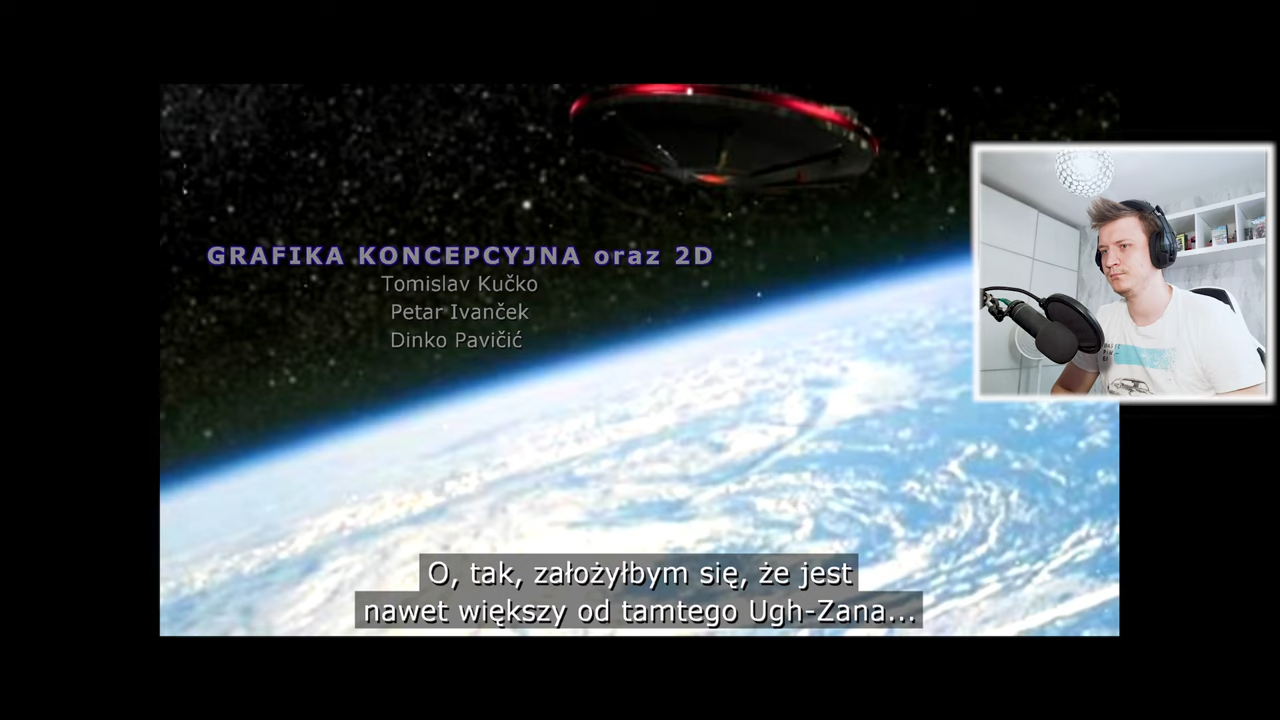 GRAFIKA KONCEPCYJNA oraz 2D
Tomislav Kučko
Petar Ivanček
Dinko Pavičić
O, tak, założyłbym się, że jest
nawet większy od tamtego Ugh-Zana...